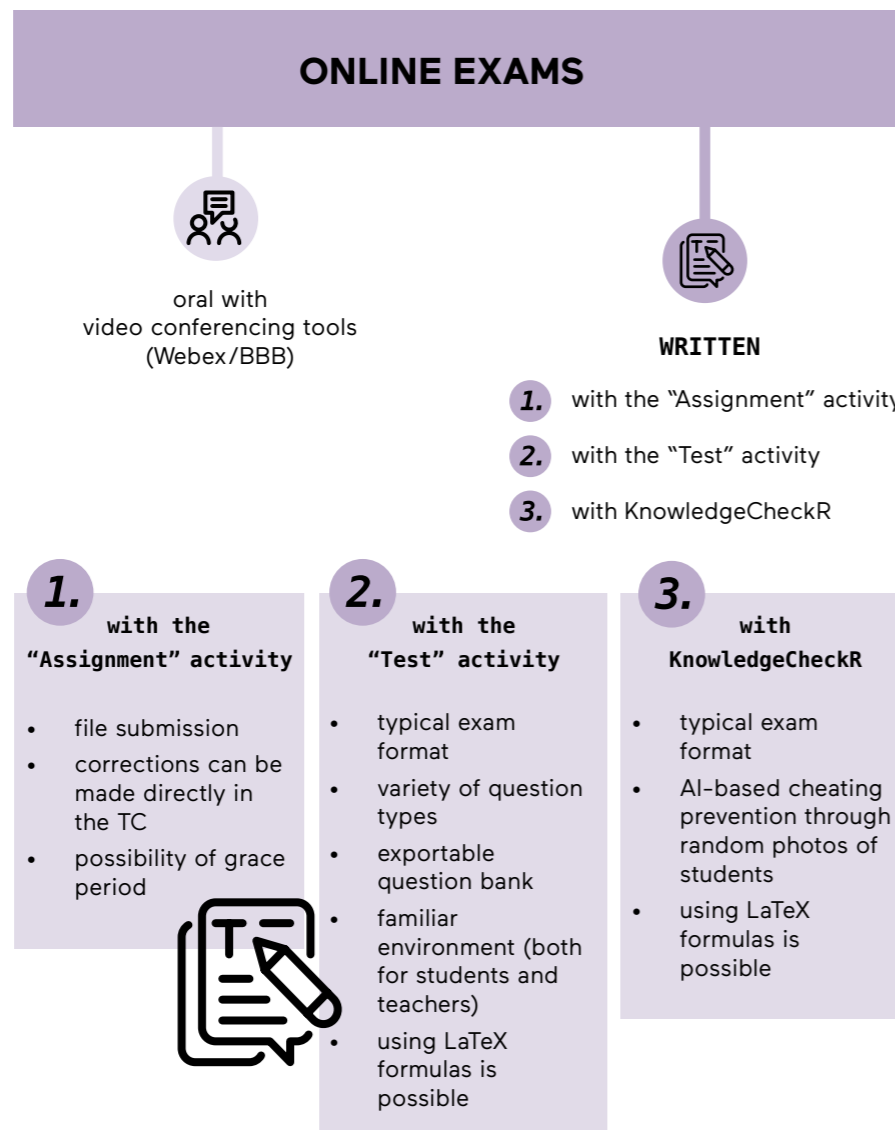 ONLINE EXAMS
oral with
video conferencing tools
(Webex/BBB)
WRITTEN
1. with the “Assignment” activity
2. with the “Test” activity
3. with KnowledgeCheckR
1.
with the
“Assignment” activity
• file submission
• corrections can be
made directly in
the TC
• possibility of grace
period
2.
with the
“Test” activity
• typical exam
format
• variety of question
types
• exportable
question bank
• familiar
environment (both
for students and
teachers)
• using LaTeX
formulas is
possible
3.
with
KnowledgeCheckR
• typical exam
format
• AI-based cheating
prevention through
random photos of
students
• using LaTeX
formulas is
possible